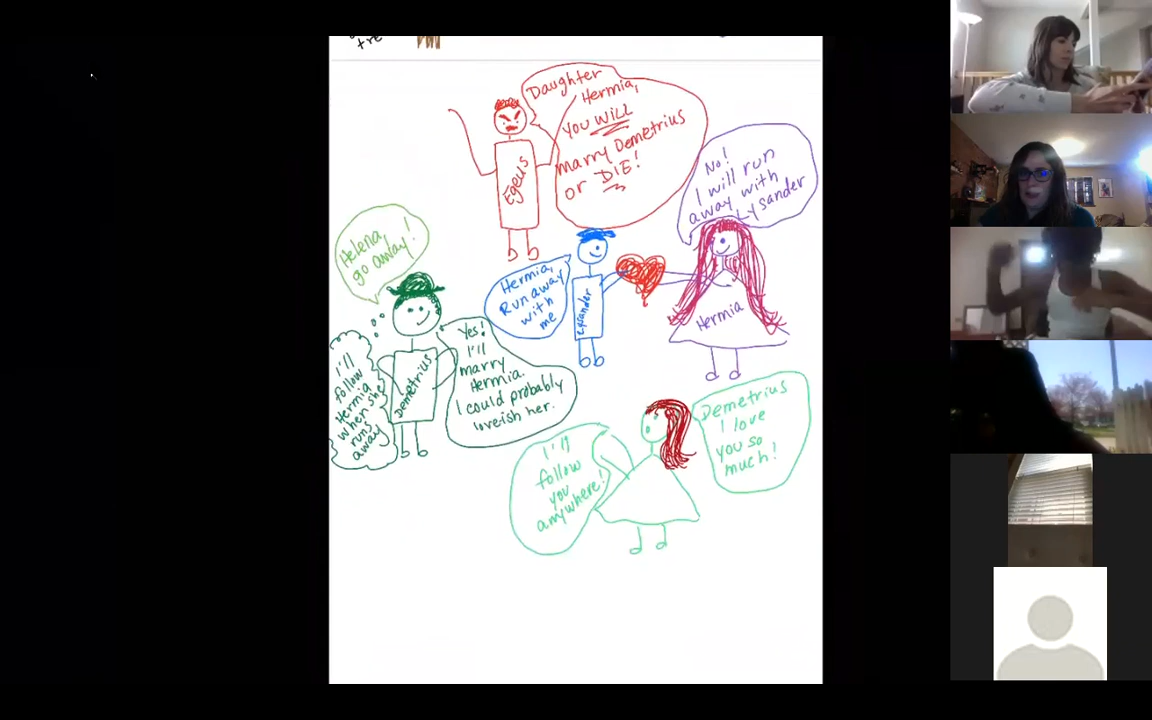 tre
Daughter
Hermia,
You WILL
marry Demetrius
or DIE!
Egeus
No!
I will run
away with
Lysander
Helena,
go away!
Hermia,
Run away
with
me
Lysander
Hermia
I'll
follow
Hermia
when she
runs
away
Demetrius
Yes!
I'll
marry
Hermia.
I could probably
loveish her.
Demetrius
I love
you so
much!
I'll
follow
you
anywhere!